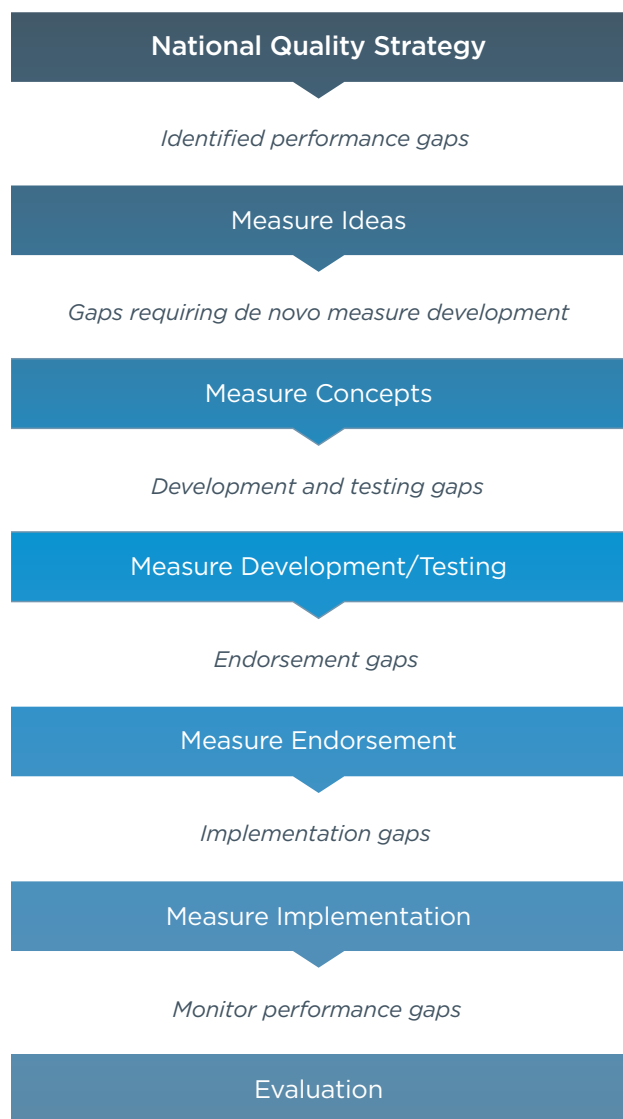 National Quality Strategy
Identified performance gaps
Measure Ideas
Gaps requiring de novo measure development
Measure Concepts
Development and testing gaps
Measure Development/Testing
Endorsement gaps
Measure Endorsement
Implementation gaps
Measure Implementation
Monitor performance gaps
Evaluation